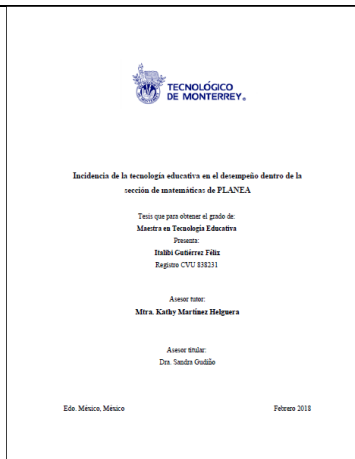 TECNOLÓGICO
DE MONTERREY®
Incidencia de la tecnología educativa en el desempeño dentro de la
sección de matemáticas de PLANEA
Tesis que para obtener el grado de:
Maestra en Tecnología Educativa
Presenta:
Italibi Gutiérrez Féliz
Registro CVU 838231
Asesor tutor:
Mtra. Kathy Martínez Helguera
Asesor titular:
Dra. Sandra Gudiño
Edo. México, México Febrero 2018